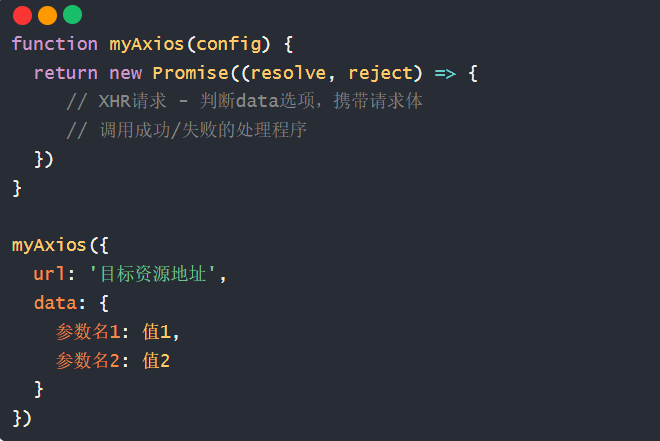 function myAxios(config) {
  return new Promise((resolve, reject) => {
     // XHR请求 - 判断data选项，携带请求体
     // 调用成功/失败的处理程序
  })
}

myAxios({
  url: '目标资源地址',
  data: {
    参数名1: 值1,
    参数名2: 值2
  }
})